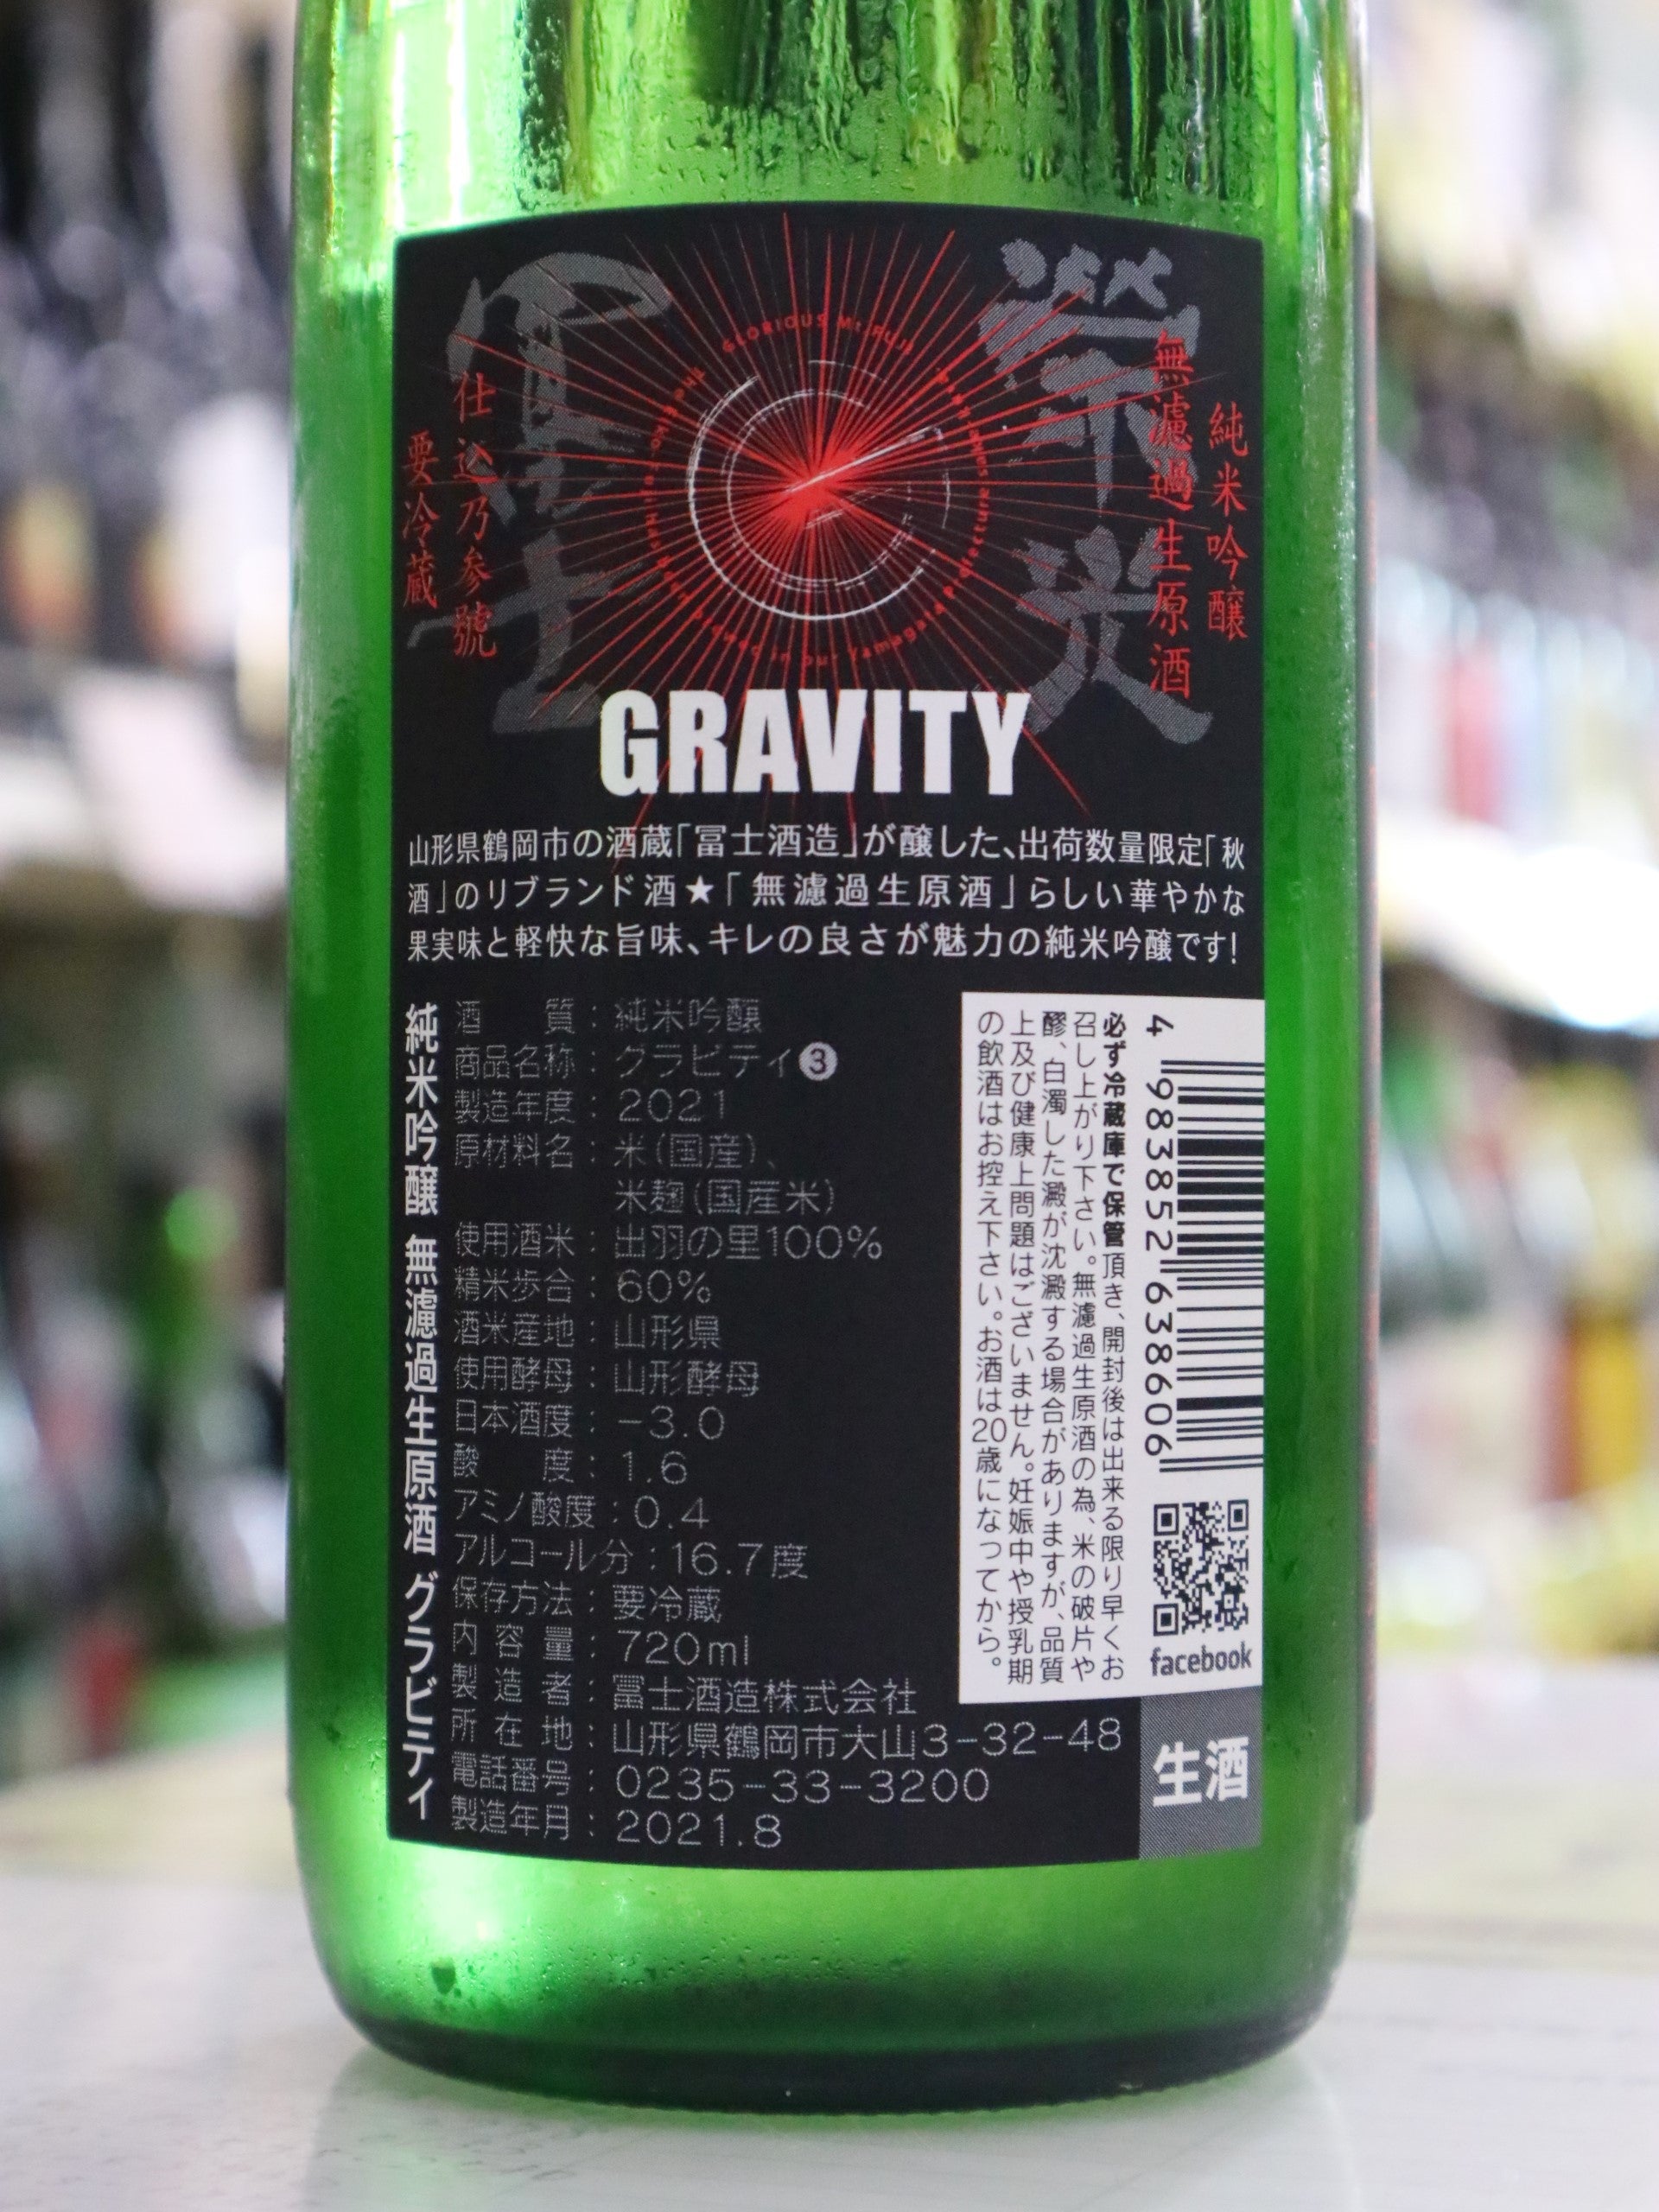 栄光
冨士
純米吟醸
無濾過生原酒
仕込乃参號
要冷蔵
GLORIOUS Mt.FUJI
GRAVITY
山形県鶴岡市の酒蔵「冨士酒造」が醸した、出荷数量限定「秋
酒」のリブランド酒★「無濾過生原酒」らしい華やかな
果実味と軽快な旨味、キレの良さが魅力の純米吟醸です!
純米吟醸 無濾過生原酒 グラビティ
酒質:純米吟醸
商品名称:グラビティ❸
製造年度:2021
原材料名:米(国産)、
米麹(国産米)
使用酒米:出羽の里100%
精米歩合:60%
酒米産地:山形県
使用酵母:山形酵母
日本酒度:-3.0
酸度:1.6
アミノ酸度:0.4
アルコール分:16.7度
保存方法:要冷蔵
内容量:720ml
製造者:冨士酒造株式会社
所在地:山形県鶴岡市大山3-32-48
電話番号:0235-33-3200
製造年月:2021.8
4 983852 638606
必ず冷蔵庫で保管頂き、開封後は出来る限り早くお
召し上がり下さい。無濾過生原酒の為、米の破片や
醪、白濁した澱が沈澱する場合がありますが、品質
上及び健康上問題はございません。妊娠中や授乳期
の飲酒はお控え下さい。お酒は20歳になってから。
facebook
生酒